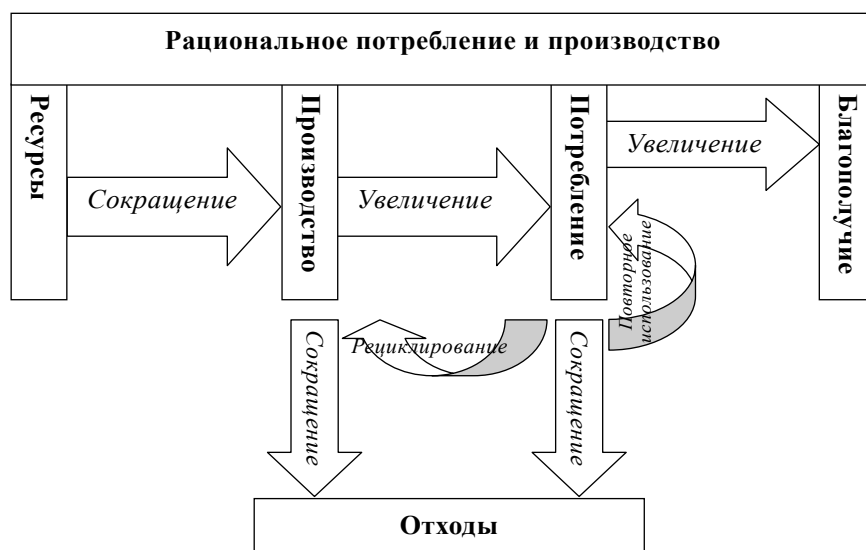 Рациональное потребление и производство
Ресурсы
Сокращение
Производство
Увеличение
Потребление
Увеличение
Благополучие
Повторное
использование
Рециклирование
Сокращение
Сокращение
Отходы